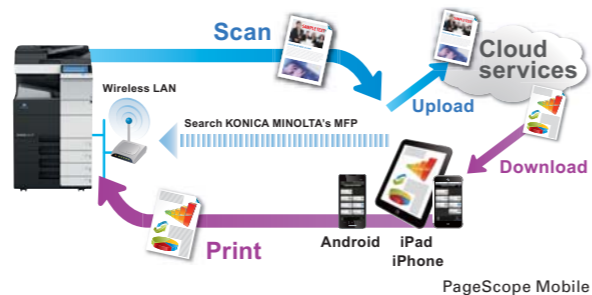 Scan
Cloud
services
Wireless LAN
Upload
Search KONICA MINOLTA's MFP
Download
Print
Android
iPad
iPhone
PageScope Mobile